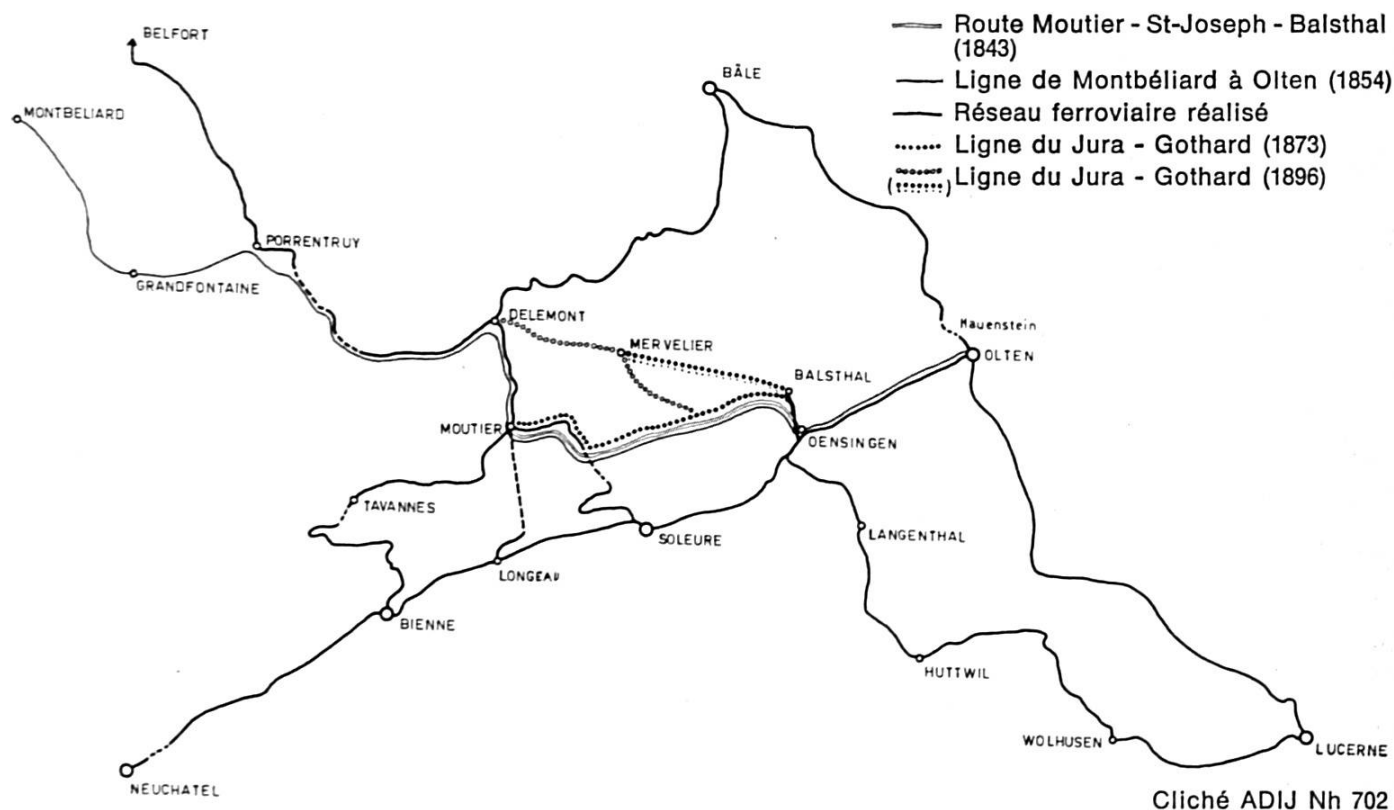 Route Moutier - St-Joseph - Balsthal
(1843)
Ligne de Montbéliard à Olten (1854)
Réseau ferroviaire réalisé
Ligne du Jura - Gothard (1873)
( ) Ligne du Jura - Gothard (1896)
BELFORT
BÂLE
MONTBELIARD
PORRENTRUY
GRANDFONTAINE
DELEMONT
Hauenstein
MERVELIER
OLTEN
BALSTHAL
MOUTIER
OENSINGEN
TAVANNES
SOLEURE
LANGENTHAL
LONGEAU
BIENNE
HUTTWIL
WOLHUSEN
LUCERNE
NEUCHATEL
Cliché ADIJ Nh 702